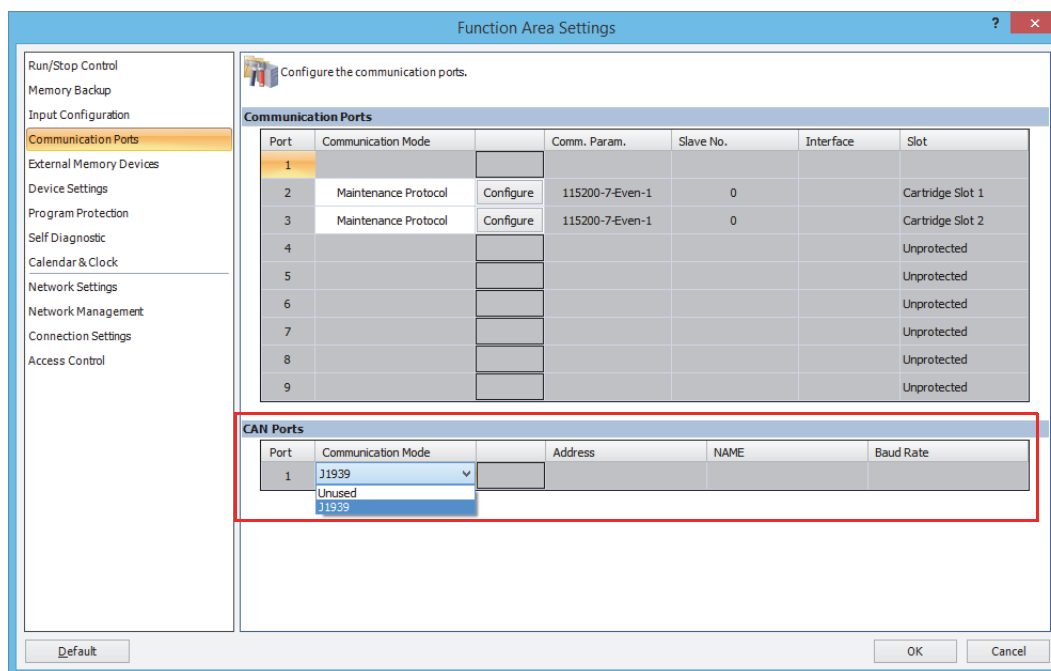 Function Area Settings
?
×
Run/Stop Control
Memory Backup
Input Configuration
Communication Ports
External Memory Devices
Device Settings
Program Protection
Self Diagnostic
Calendar & Clock
Network Settings
Network Management
Connection Settings
Access Control
Configure the communication ports.
Communication Ports
Port Communication Mode Comm. Param. Slave No. Interface Slot
1
2 Maintenance Protocol Configure 115200-7-Even-1 0 Cartridge Slot 1
3 Maintenance Protocol Configure 115200-7-Even-1 0 Cartridge Slot 2
4 Unprotected
5 Unprotected
6 Unprotected
7 Unprotected
8 Unprotected
9 Unprotected
CAN Ports
Port Communication Mode Address NAME Baud Rate
1 J1939
Unused
J1939
Default OK Cancel